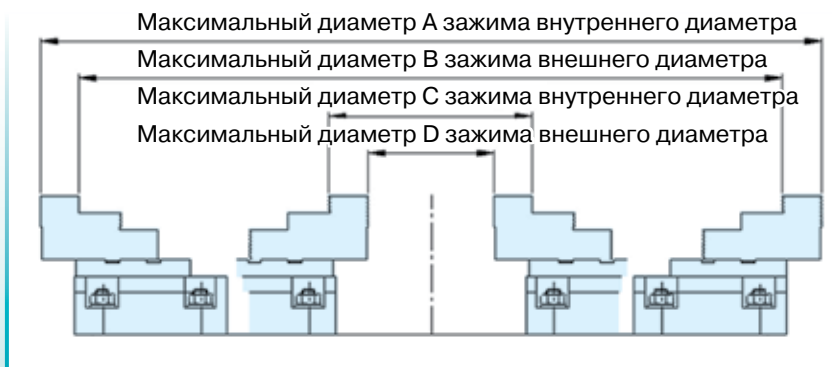 Максимальный диаметр A зажима внутреннего диаметра
Максимальный диаметр B зажима внешнего диаметра
Максимальный диаметр C зажима внутреннего диаметра
Максимальный диаметр D зажима внешнего диаметра